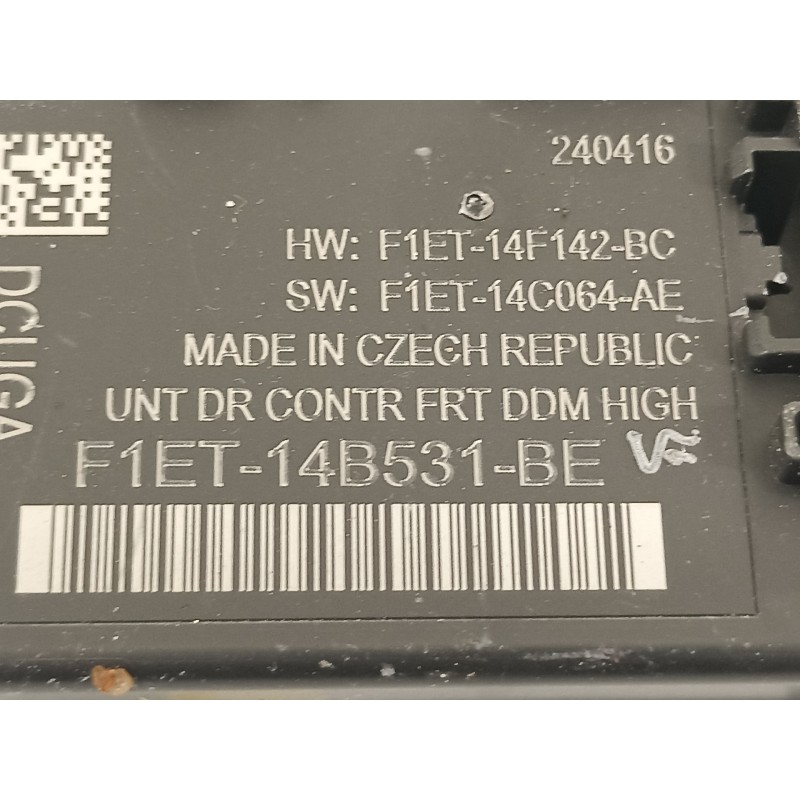 240416
HW: F1ET-14F142-BC
SW: F1ET-14C064-AE
MADE IN CZECH REPUBLIC
UNT DR CONTR FRT DDM HIGH
F1ET-14B531-BE